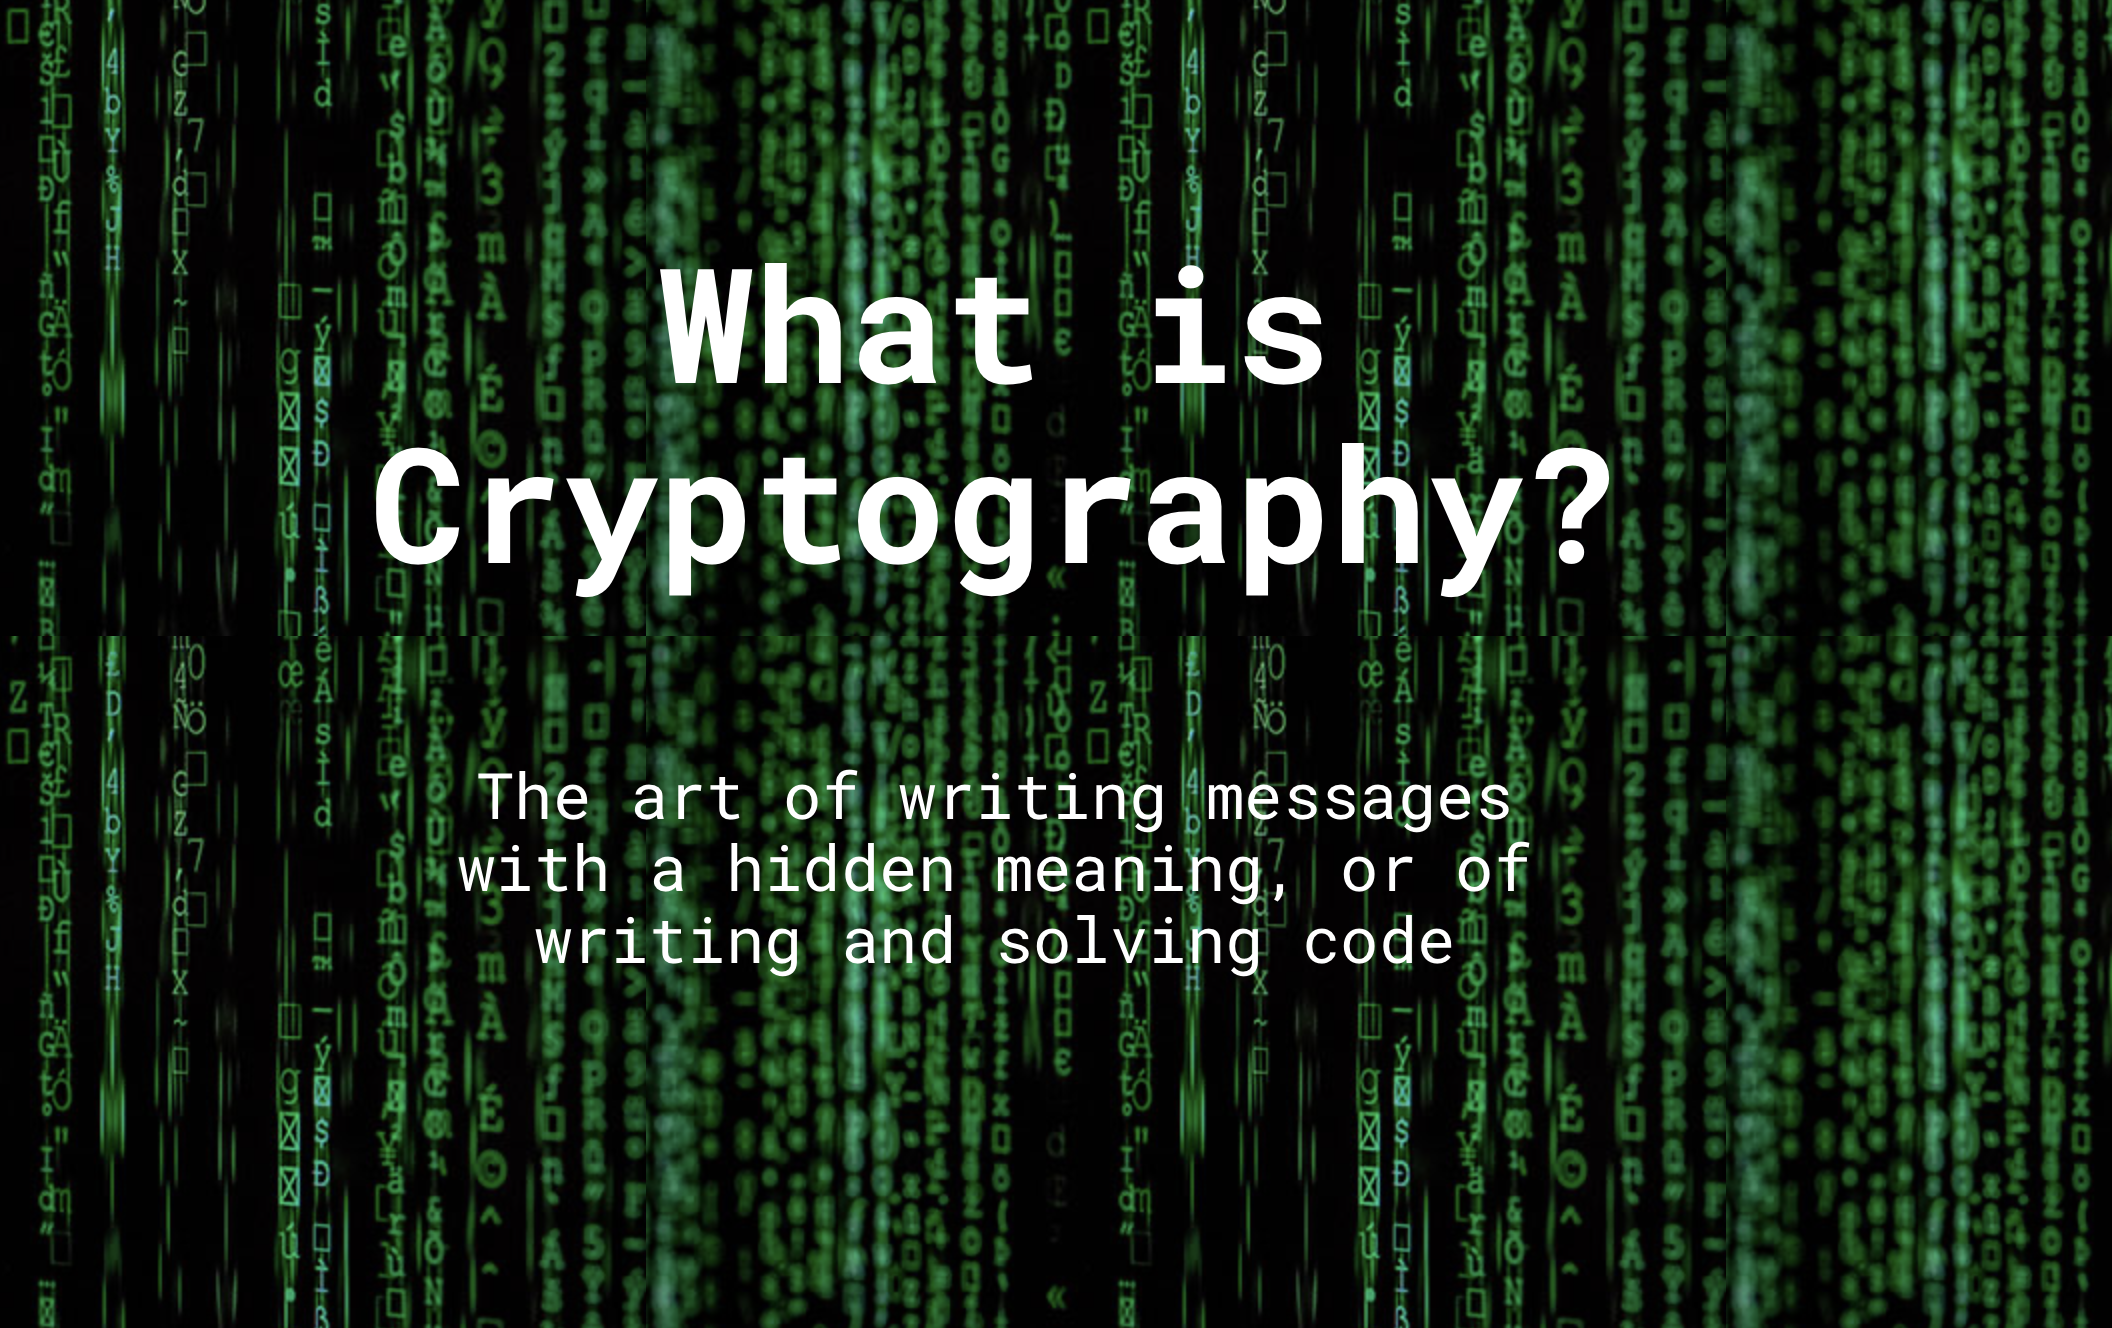 What is
Cryptography?
The art of writing messages
with a hidden meaning, or of
writing and solving code